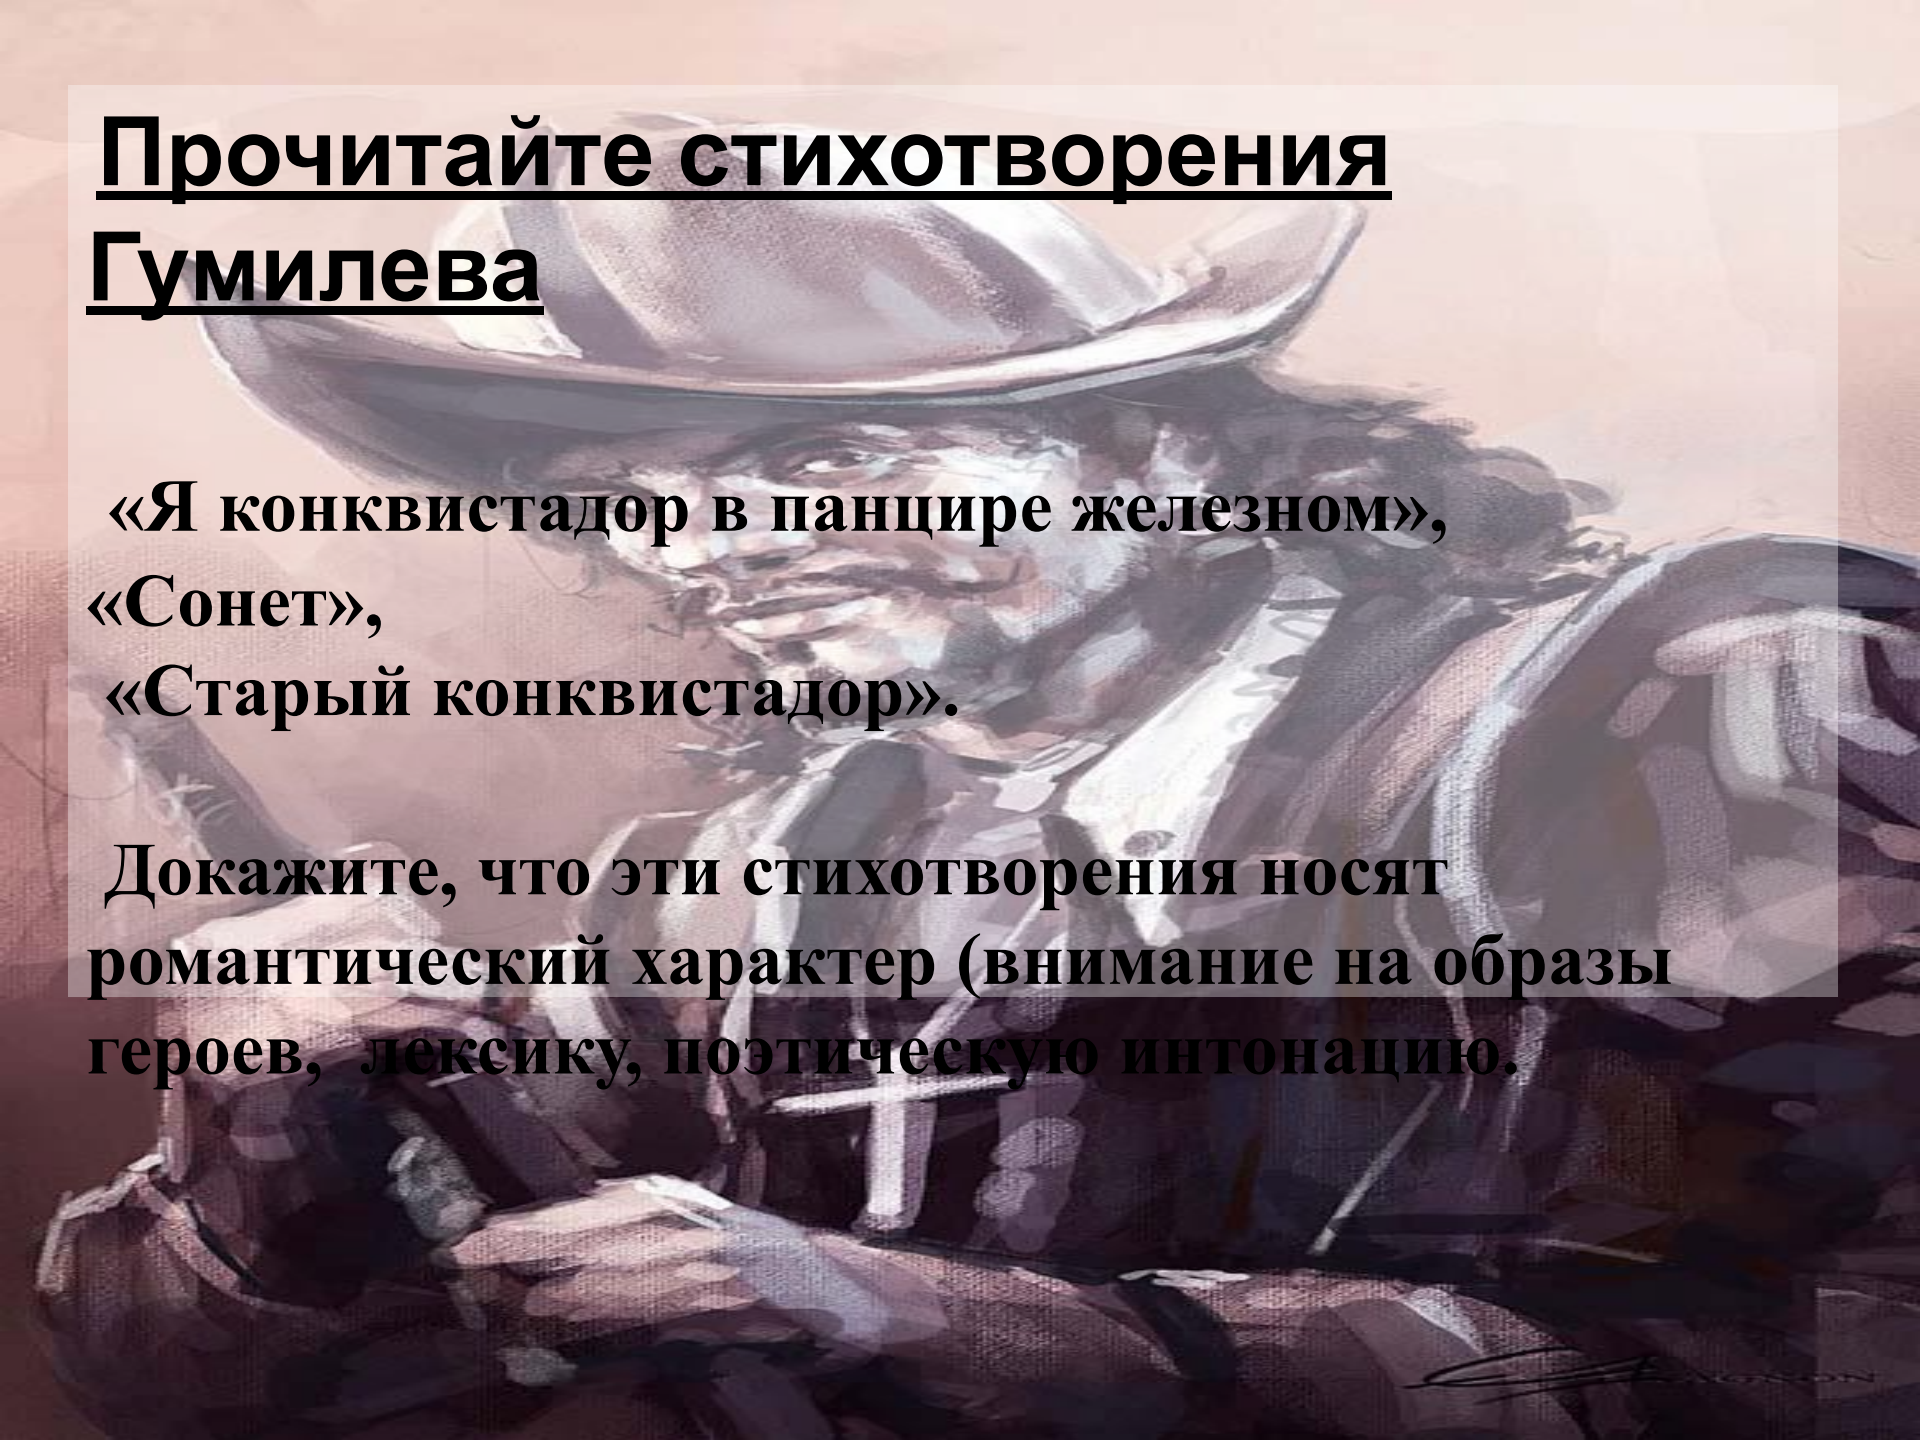 Прочитайте стихотворения
Гумилева
«Я конквистадор в панцире железном»,
«Сонет»,
«Старый конквистадор».
Докажите, что эти стихотворения носят
романтический характер (внимание на образы
героев, лексику, поэтическую интонацию.